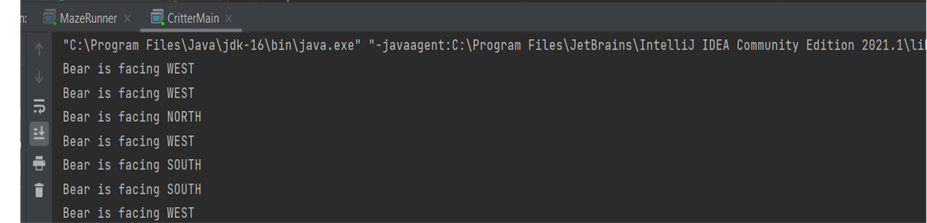 n: MazeRunner × CritterMain ×
"C:\Program Files\Java\jdk-16\bin\java.exe" "-javaagent:C:\Program Files\JetBrains\IntelliJ IDEA Community Edition 2021.1\li
Bear is facing WEST
Bear is facing WEST
Bear is facing NORTH
Bear is facing WEST
Bear is facing SOUTH
Bear is facing SOUTH
Bear is facing WEST